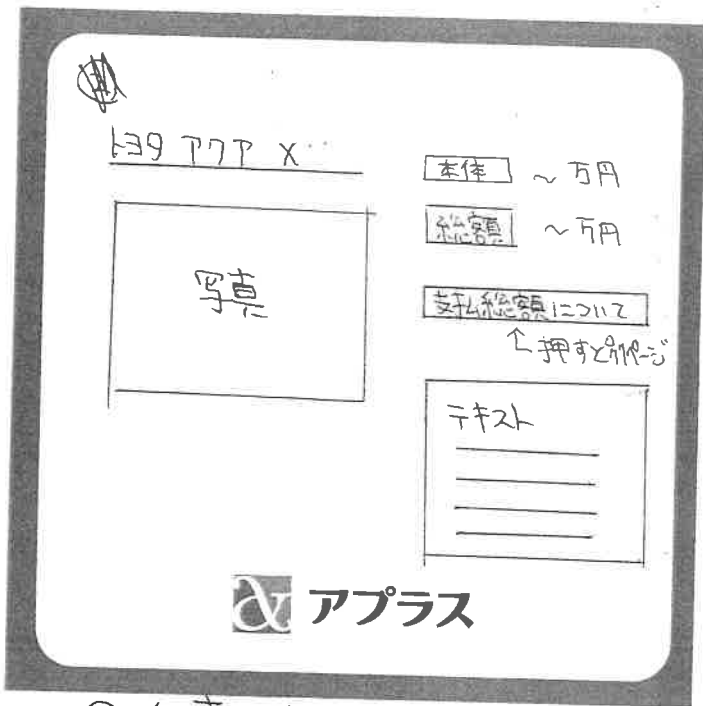 トヨタ アクア X
本体 ～万円
総額 ～万円
写真
支払総額について
↑押すと別ページ
テキスト
アプラス